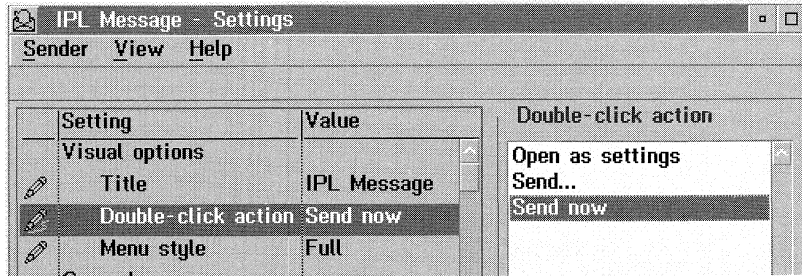 IPL Message - Settings
Sender View Help
Setting Value
Visual options
Title IPL Message
Double-click action Send now
Menu style Full
Double-click action
Open as settings
Send...
Send now